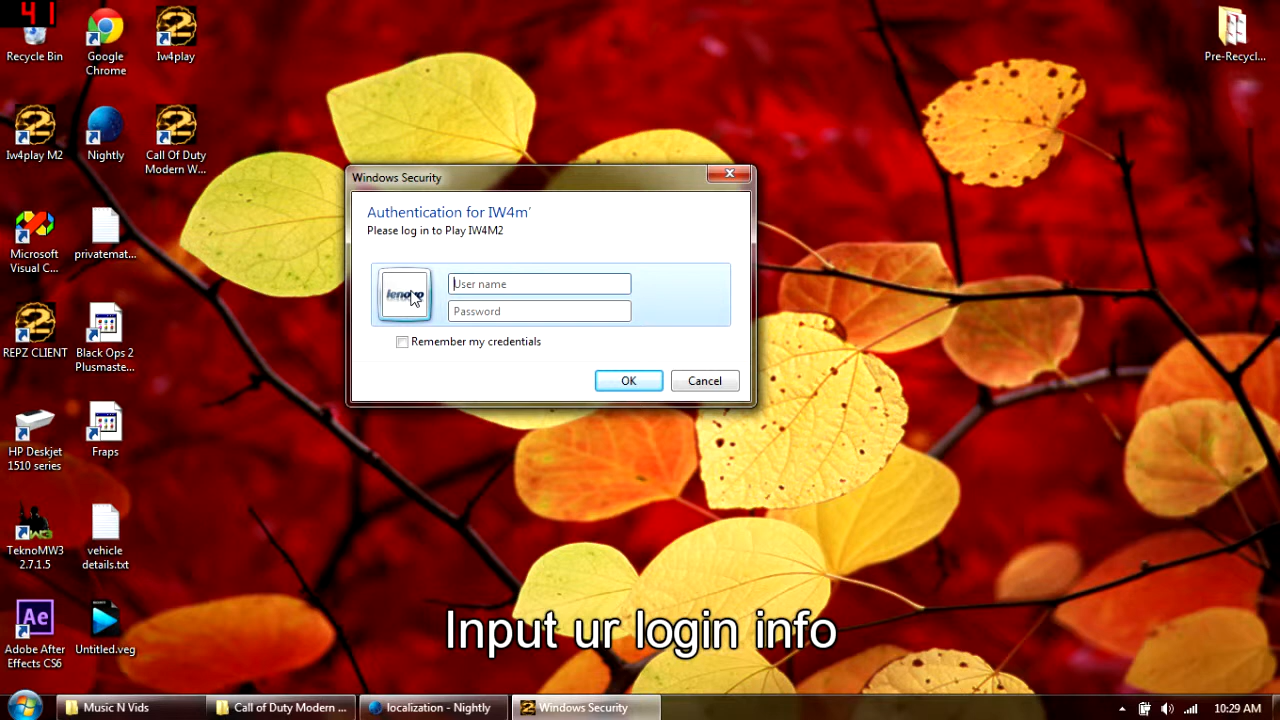 41
Recycle Bin
Google
Chrome
Iw4play
Pre-Recycl...
Iw4play M2
Nightly
Call Of Duty
Modern W...
Microsoft
Visual C...
privatemat...
REPZ CLIENT
Black Ops 2
Plusmaste...
HP Deskjet
1510 series
Fraps
TeknoMW3
2.7.1.5
vehicle
details.txt
Ae
Adobe After
Effects CS6
Untitled.veg
Windows Security
Authentication for IW4m'
Please log in to Play IW4M2
lenovo
User name
Password
Remember my credentials
OK
Cancel
Input ur login info
Music N Vids
Call of Duty Modern ...
localization - Nightly
Windows Security
10:29 AM